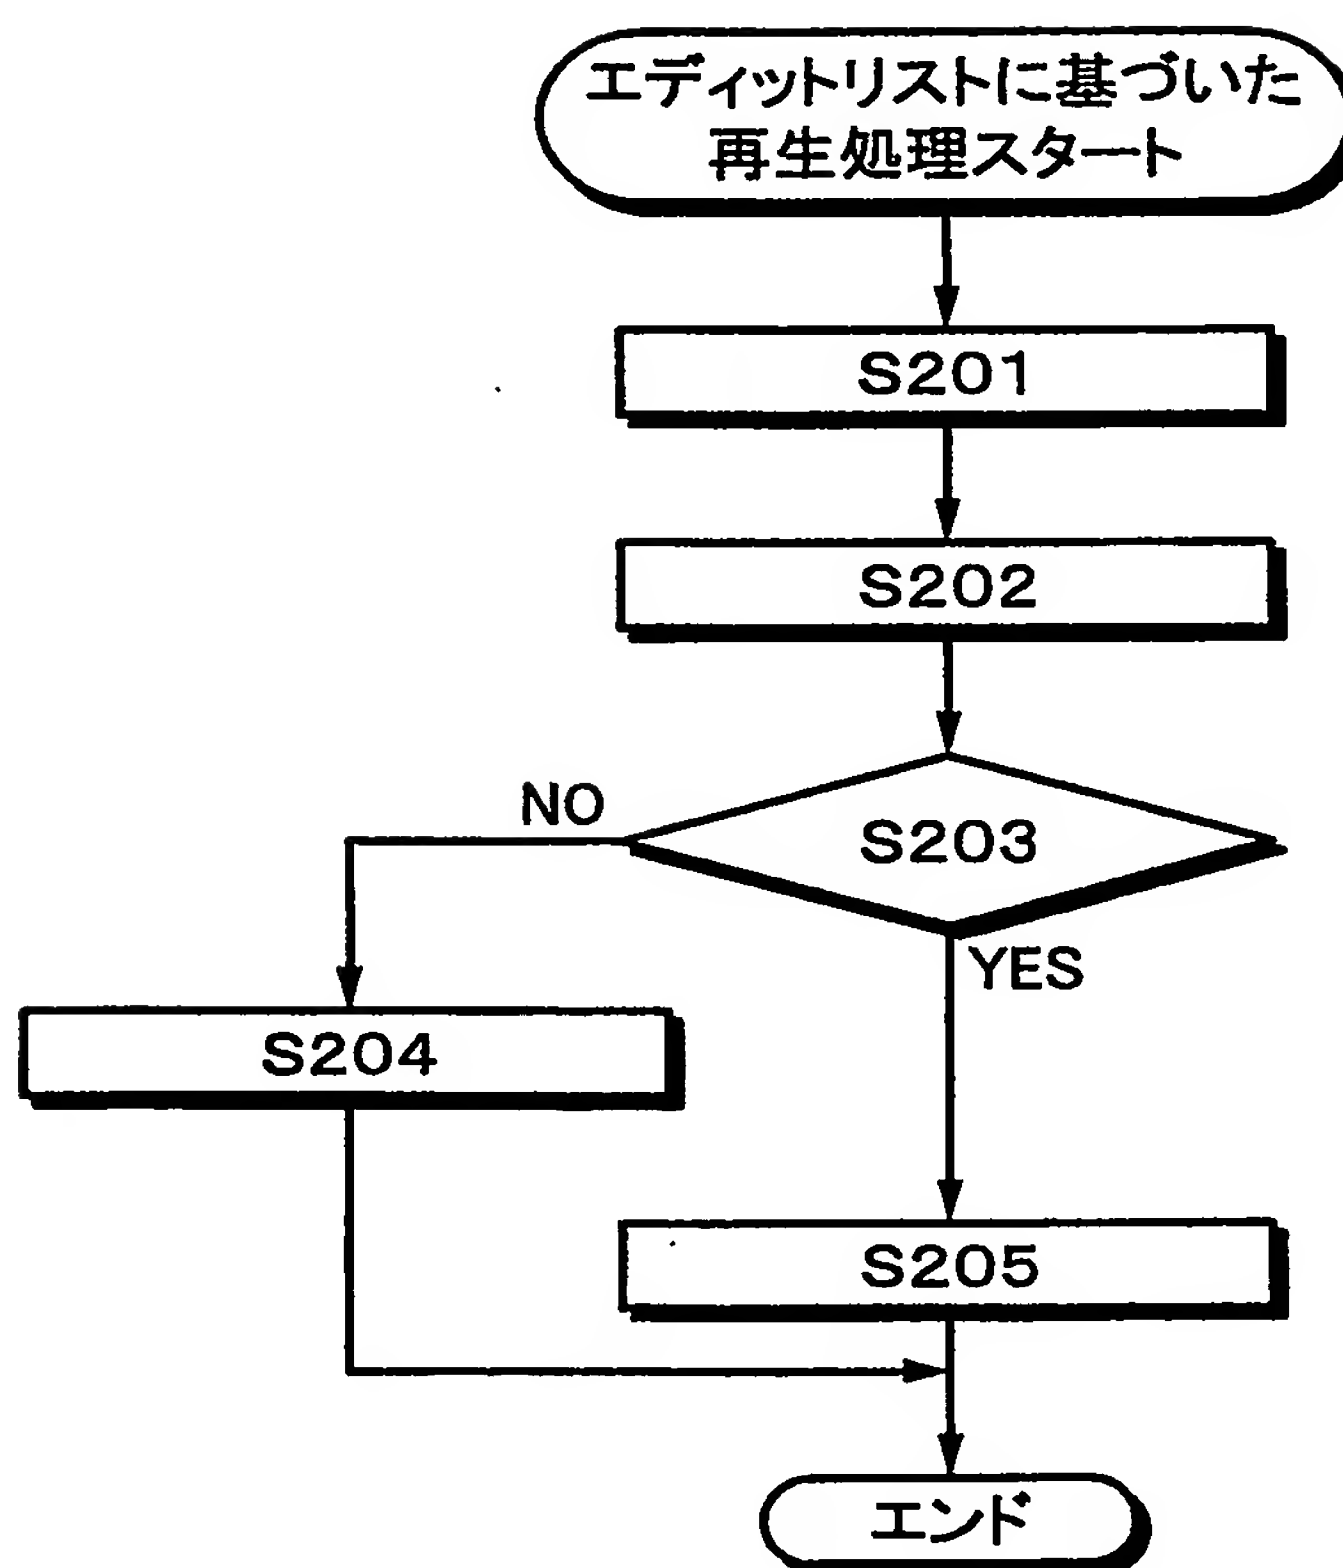 エディットリストに基づいた
再生処理スタート
S201
S202
NO
S203
YES
S204
S205
エンド